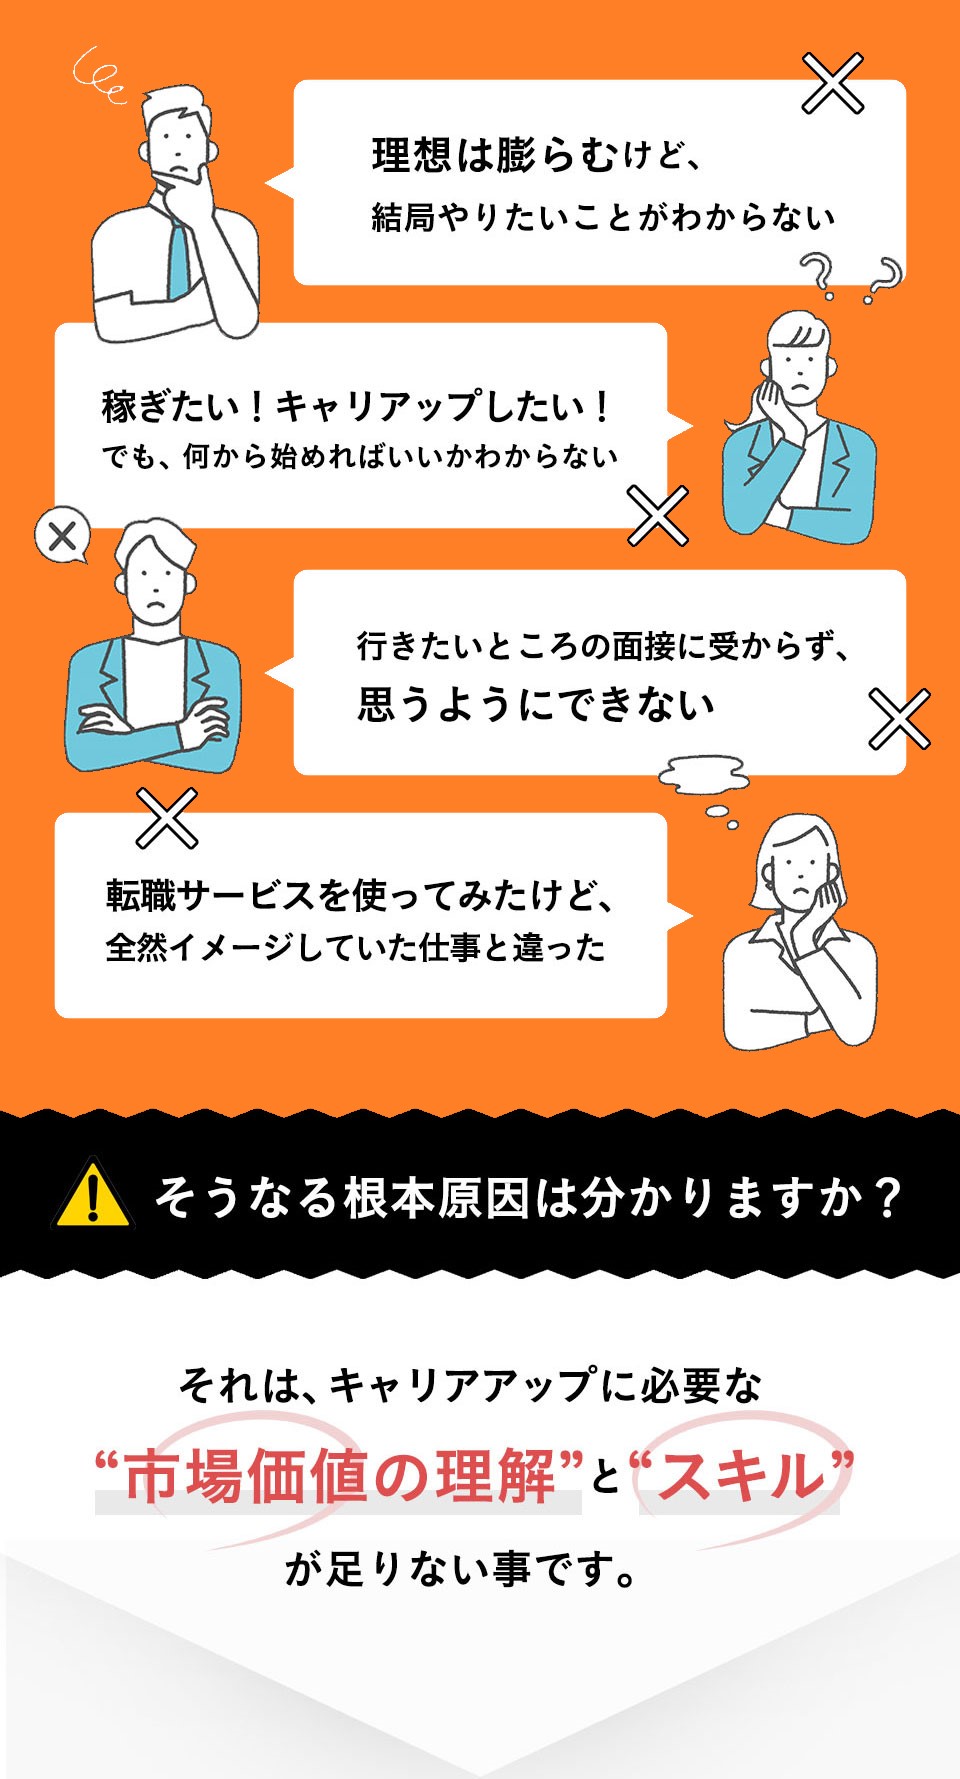 理想は膨らむけど、
結局やりたいことがわからない
稼ぎたい！キャリアップしたい！
でも、何から始めればいいかわからない
行きたいところの面接に受からず、
思うようにできない
転職サービスを使ってみたけど、
全然イメージしていた仕事と違った
そうなる根本原因は分かりますか？
それは、キャリアアップに必要な
“市場価値の理解”と“スキル”
が足りない事です。